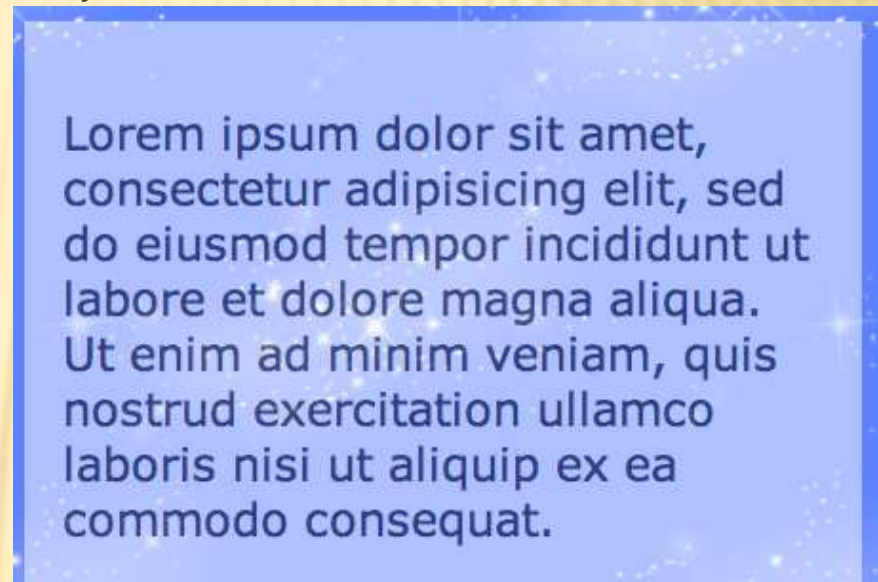 Lorem ipsum dolor sit amet,
consectetur adipisicing elit, sed
do eiusmod tempor incididunt ut
labore et dolore magna aliqua.
Ut enim ad minim veniam, quis
nostrud exercitation ullamco
laboris nisi ut aliquip ex ea
commodo consequat.